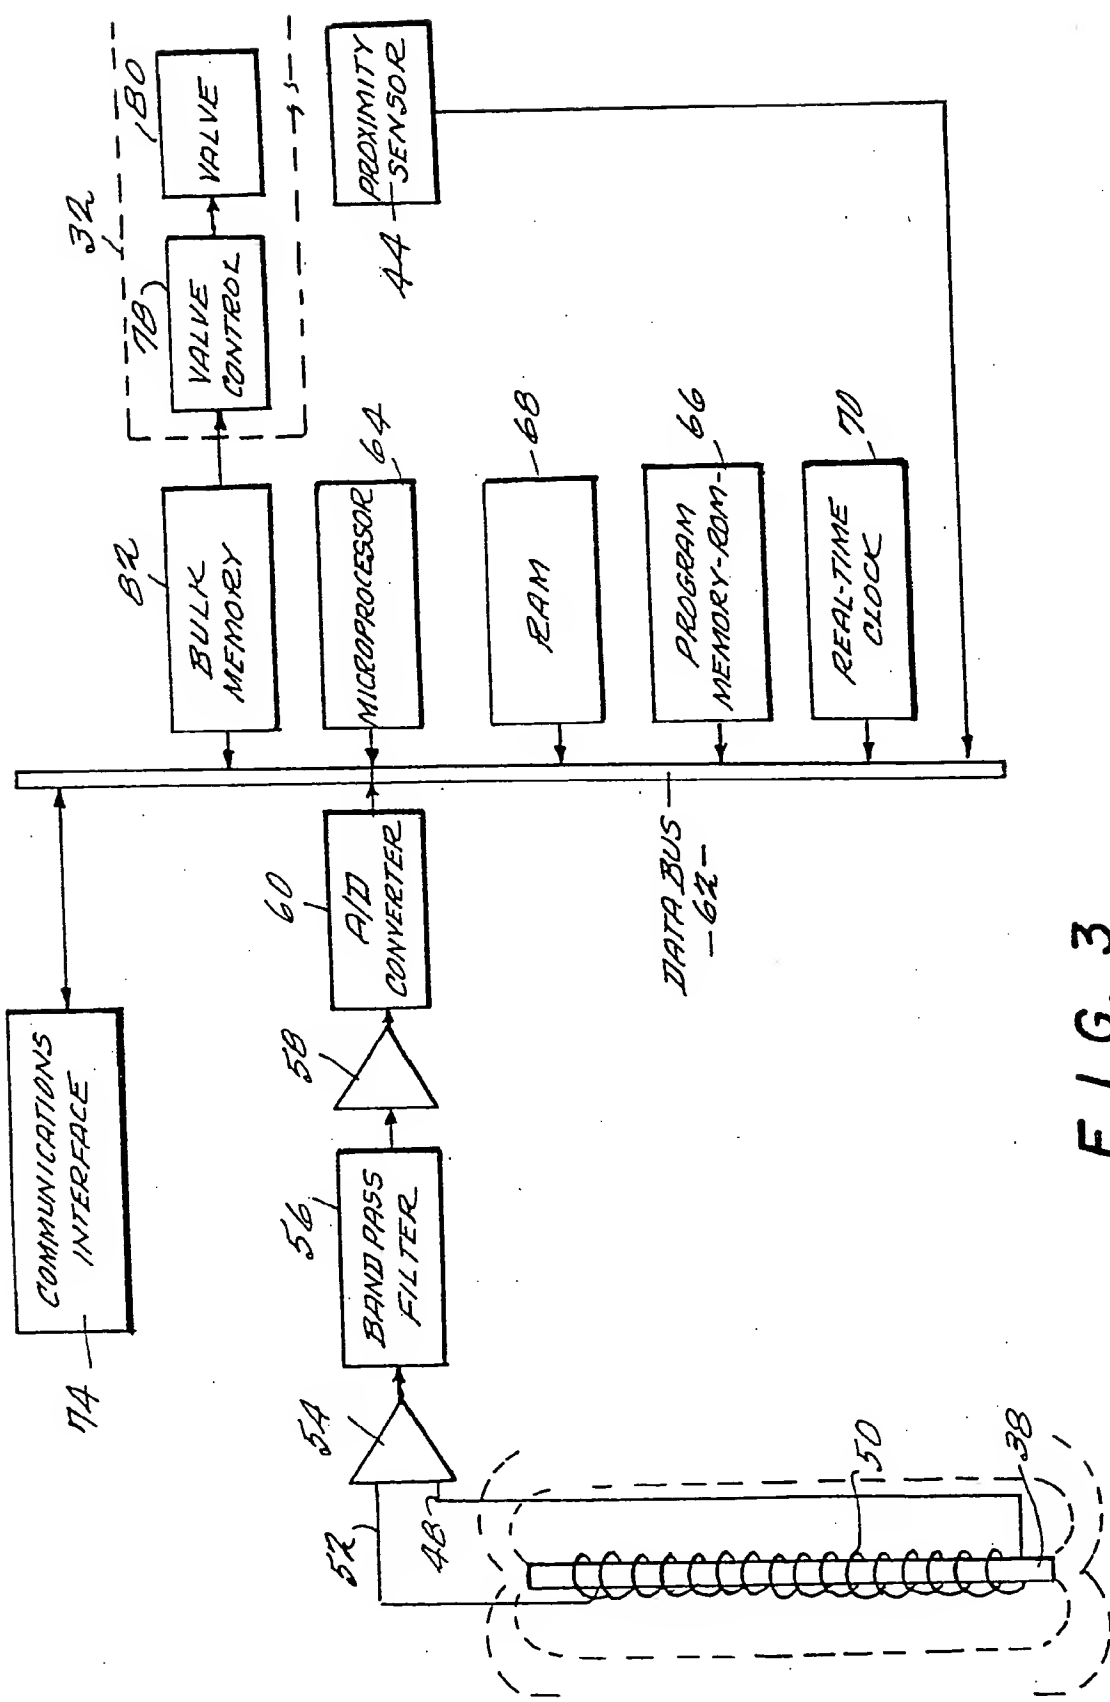 74
COMMUNICATIONS
INTERFACE
82
BULK
MEMORY
32
78
VALVE
CONTROL
80
VALVE
52
48
54
56
BANDPASS
FILTER
58
60
A/D
CONVERTER
MICROPROCESSOR
64
44
PROXIMITY
SENSOR
RAM
68
50
38
DATA BUS
-62-
PROGRAM
MEMORY-ROM-
66
REAL-TIME
CLOCK
70
FIG. 3